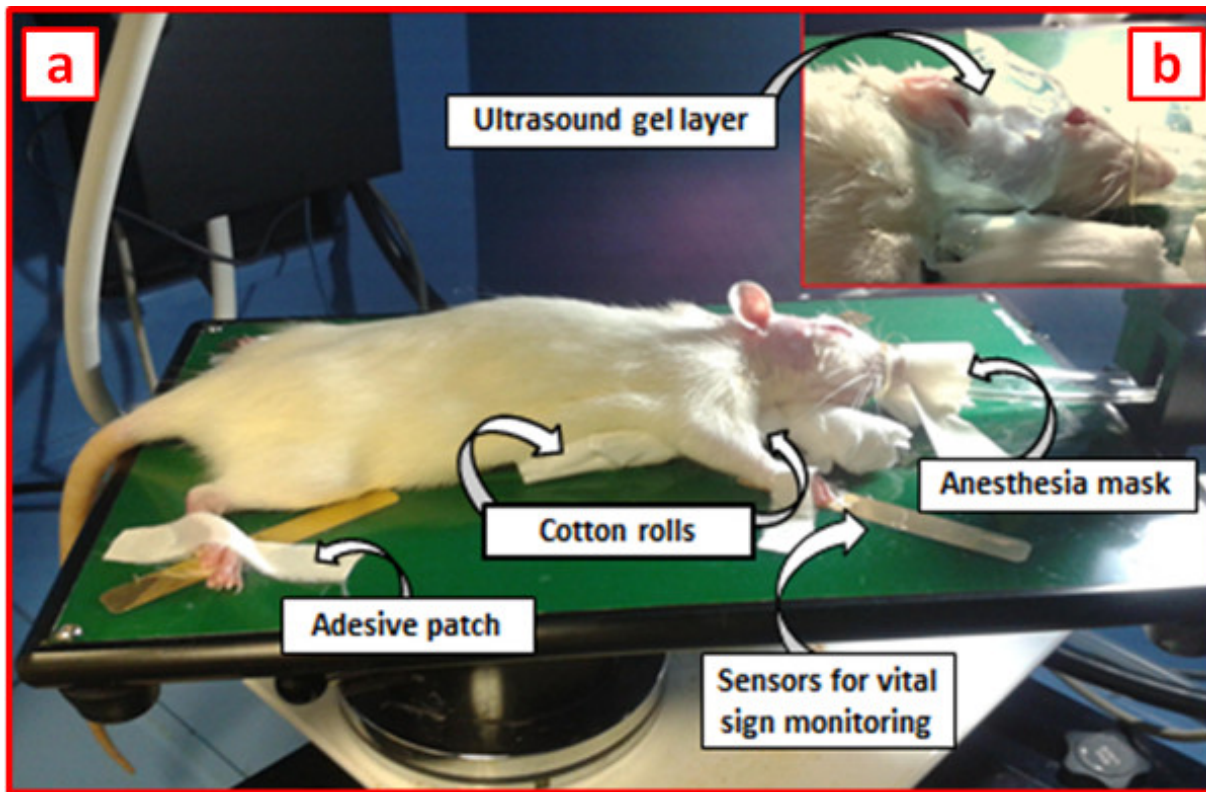 a
b
Ultrasound gel layer
Anesthesia mask
Cotton rolls
Adesive patch
Sensors for vital
sign monitoring